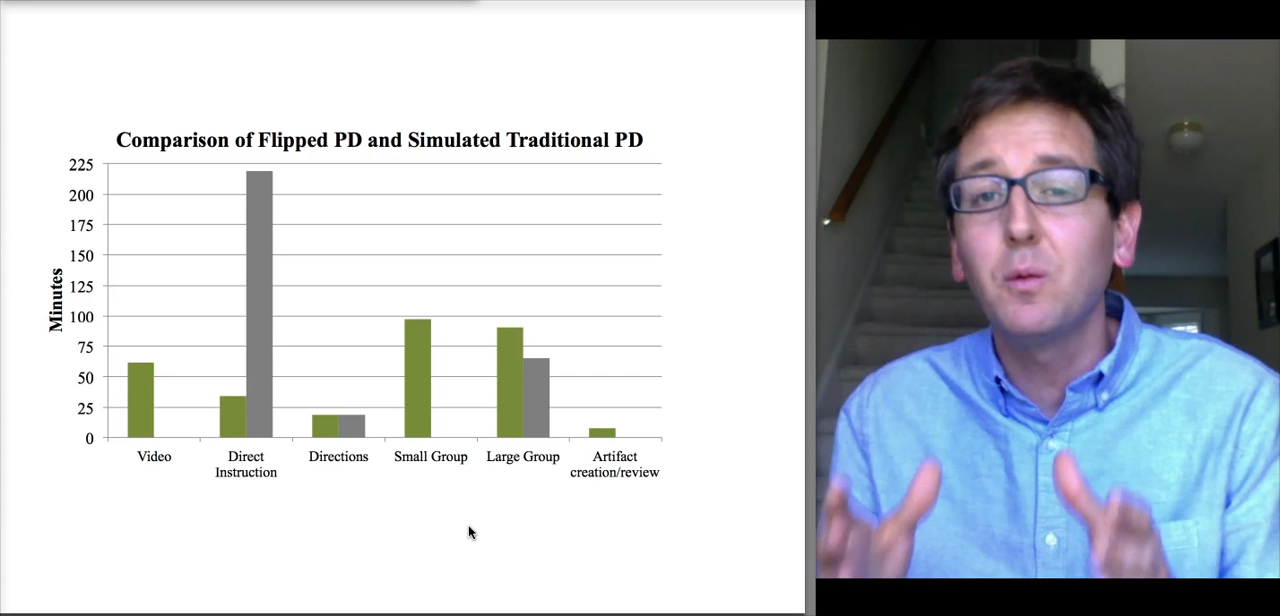 Comparison of Flipped PD and Simulated Traditional PD
225
200
175
150
125
100
75
50
25
0
Minutes
Video
Direct
Instruction
Directions
Small Group
Large Group
Artifact
creation/review